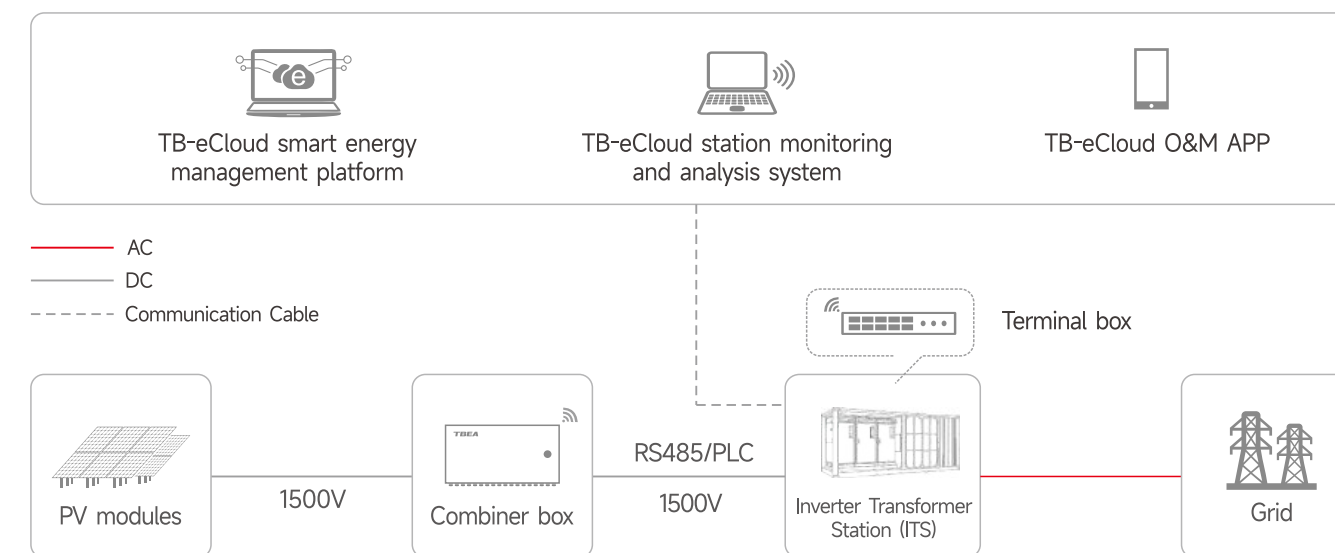 e
TB-eCloud smart energy
management platform
TB-eCloud station monitoring
and analysis system
TB-eCloud O&M APP
AC
DC
Communication Cable
Terminal box
TBEA
RS485/PLC
1500V
1500V
PV modules
Combiner box
Inverter Transformer
Station (ITS)
Grid